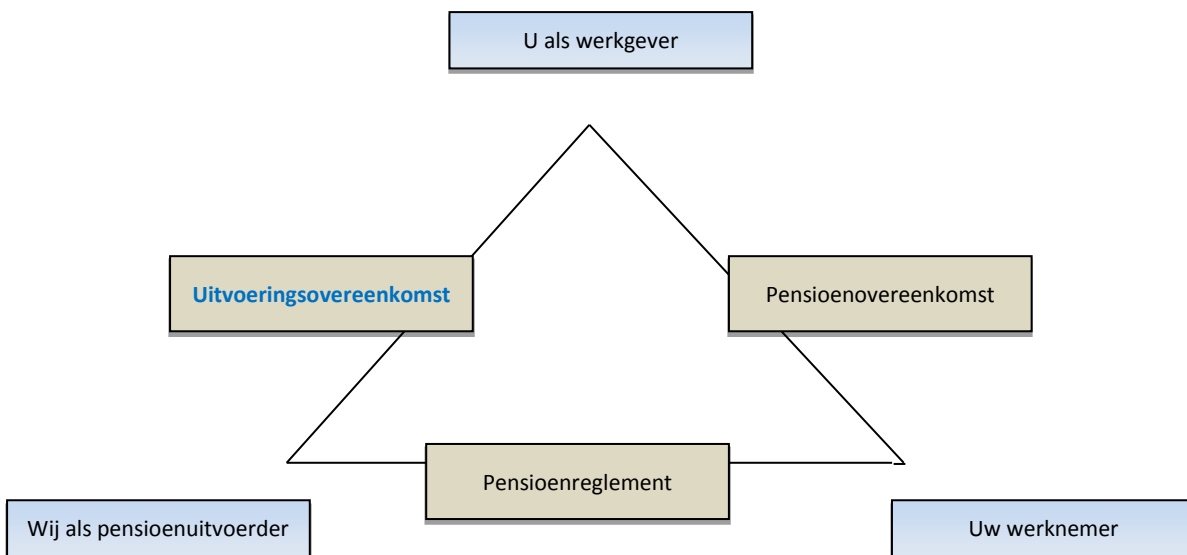 U als werkgever
Uitvoeringsovereenkomst
Pensioenovereenkomst
Pensioenreglement
Wij als pensioenuitvoerder
Uw werknemer